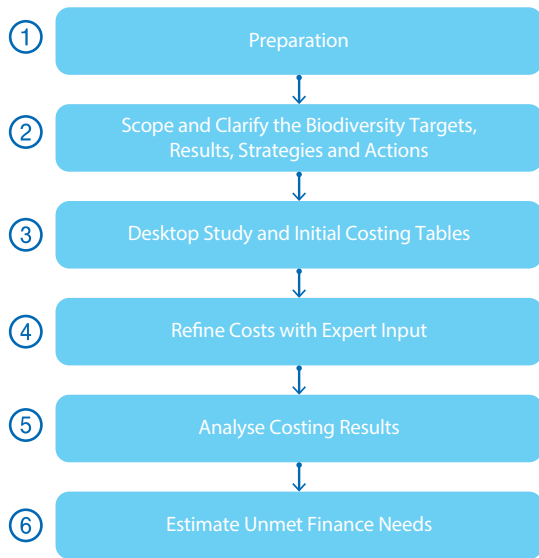 1
Preparation
2
Scope and Clarify the Biodiversity Targets,
Results, Strategies and Actions
3
Desktop Study and Initial Costing Tables
4
Refine Costs with Expert Input
5
Analyse Costing Results
6
Estimate Unmet Finance Needs